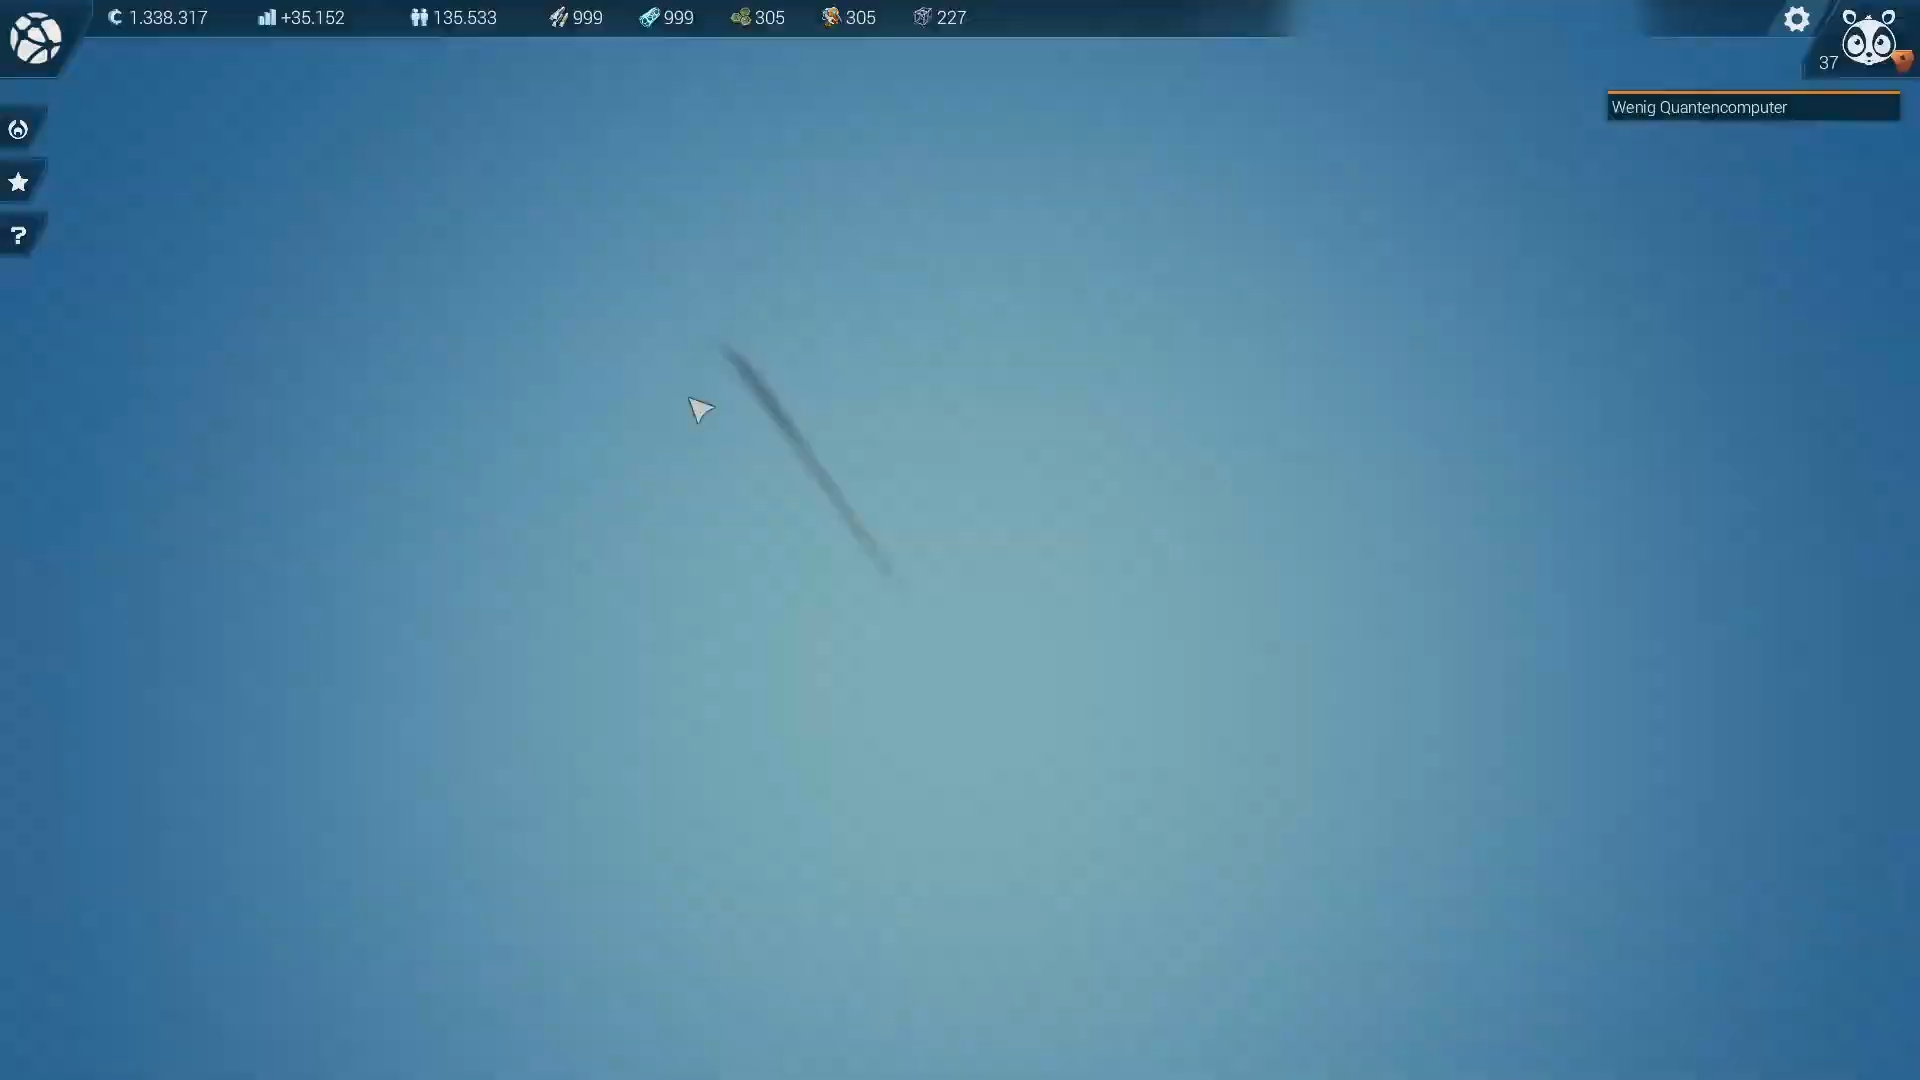 1.338.317 +35.152 135.533 999 999 305 305 227
37
Wenig Quantencomputer
?